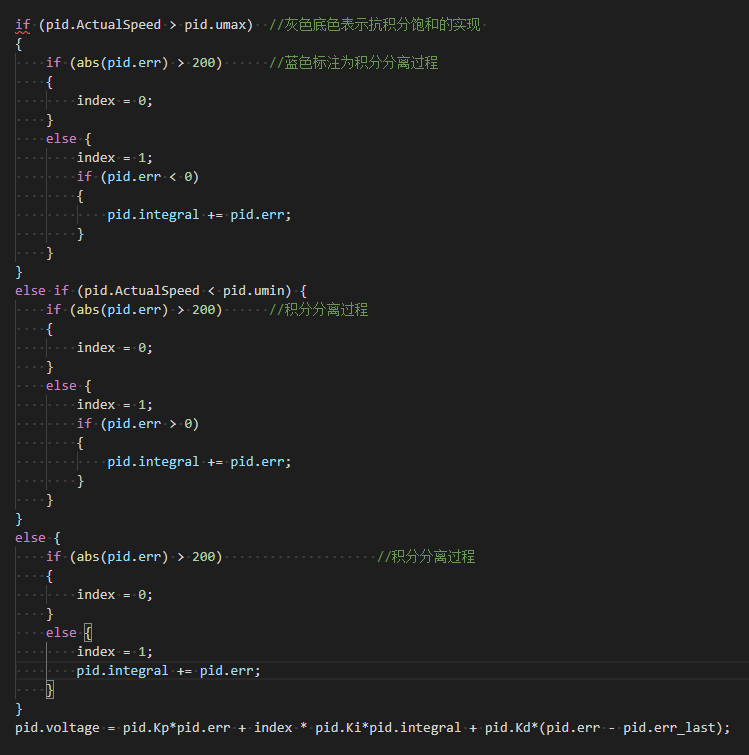 if (pid.ActualSpeed > pid.umax)  //灰色底色表示抗积分饱和的实现
{
    if (abs(pid.err) > 200)      //蓝色标注为积分分离过程
    {
        index = 0;
    }
    else {
        index = 1;
        if (pid.err < 0)
        {
            pid.integral += pid.err;
        }
    }
}
else if (pid.ActualSpeed < pid.umin) {
    if (abs(pid.err) > 200)      //积分分离过程
    {
        index = 0;
    }
    else {
        index = 1;
        if (pid.err > 0)
        {
            pid.integral += pid.err;
        }
    }
}
else {
    if (abs(pid.err) > 200)                    //积分分离过程
    {
        index = 0;
    }
    else {
        index = 1;
        pid.integral += pid.err;
    }
}
pid.voltage = pid.Kp*pid.err + index * pid.Ki*pid.integral + pid.Kd*(pid.err - pid.err_last);